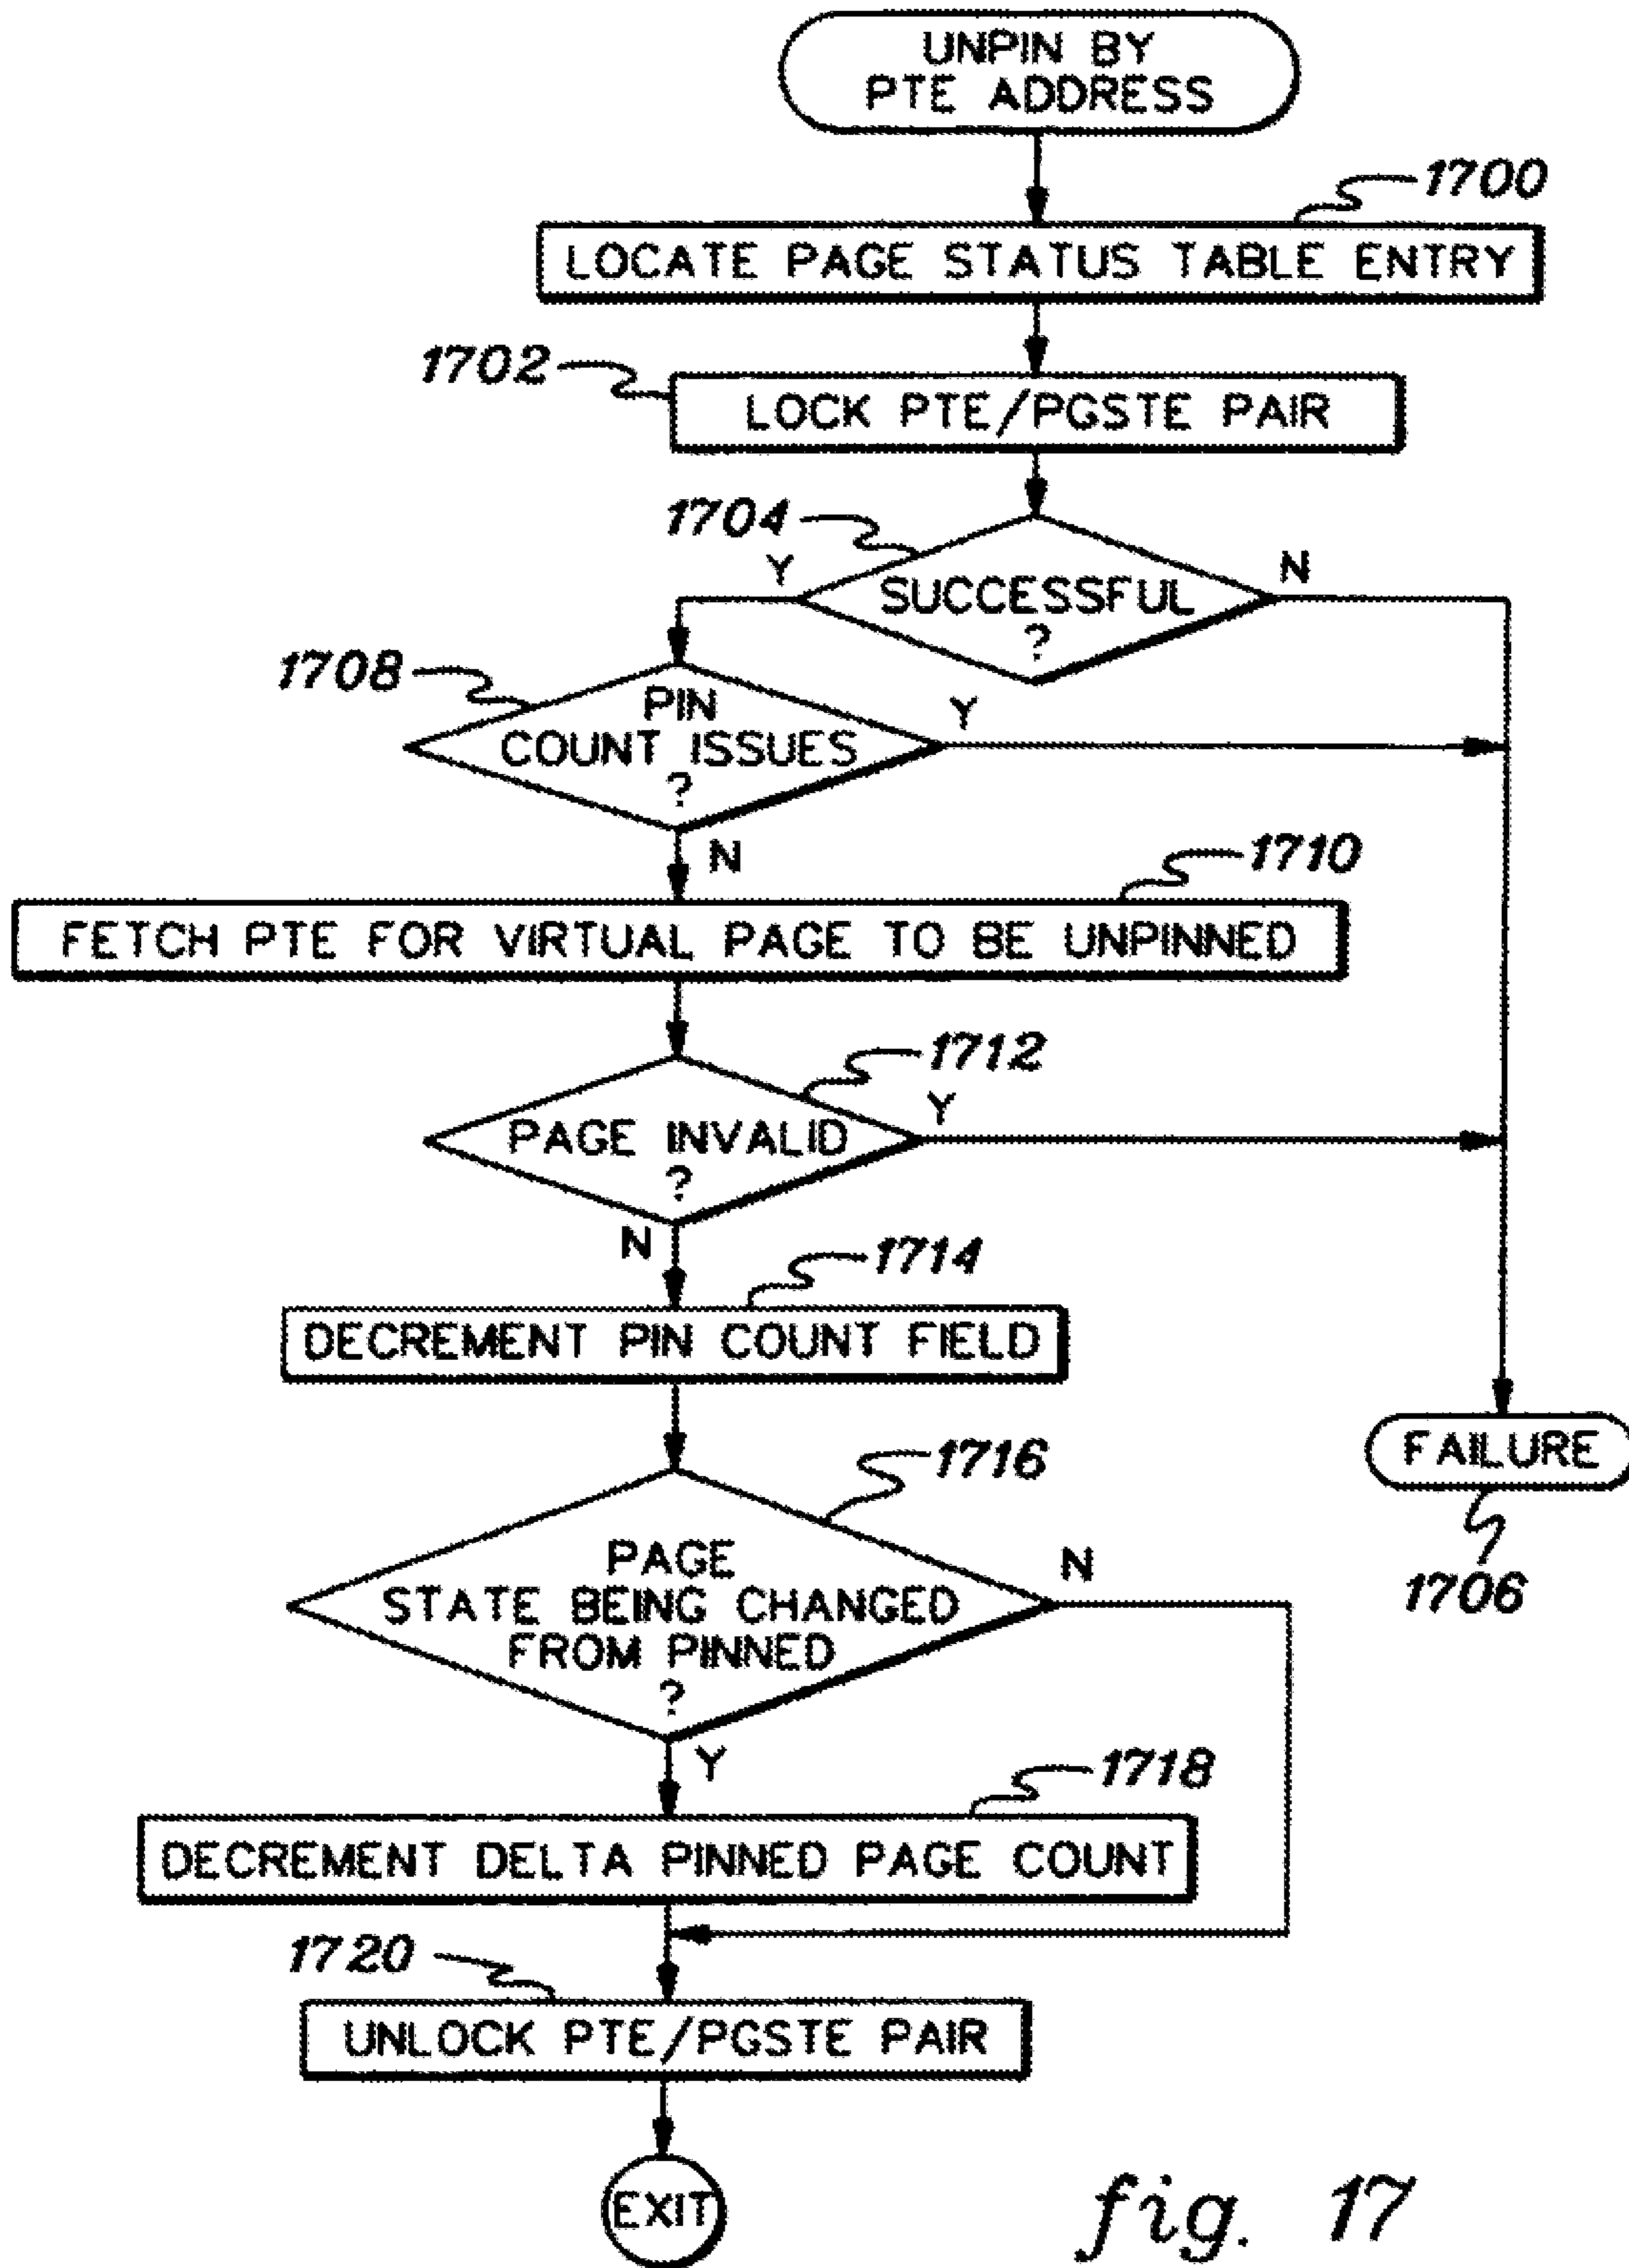 UNPIN BY
PTE ADDRESS
1700
LOCATE PAGE STATUS TABLE ENTRY
1702
LOCK PTE/PGSTE PAIR
1704
Y
N
SUCCESSFUL
?
1708
PIN
Y
COUNT ISSUES
?
N
1710
FETCH PTE FOR VIRTUAL PAGE TO BE UNPINNED
1712
Y
PAGE INVALID
?
N
1714
DECREMENT PIN COUNT FIELD
FAILURE
1706
1716
PAGE
N
STATE BEING CHANGED
FROM PINNED
?
Y
1718
DECREMENT DELTA PINNED PAGE COUNT
1720
UNLOCK PTE/PGSTE PAIR
EXIT
fig. 17